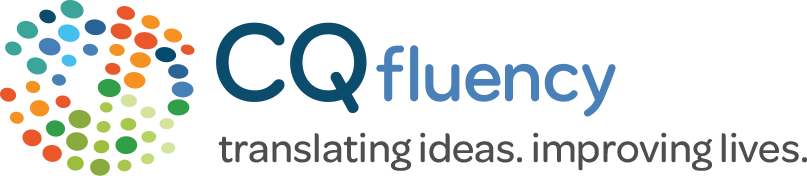 CQ fluency
translating ideas. improving lives.